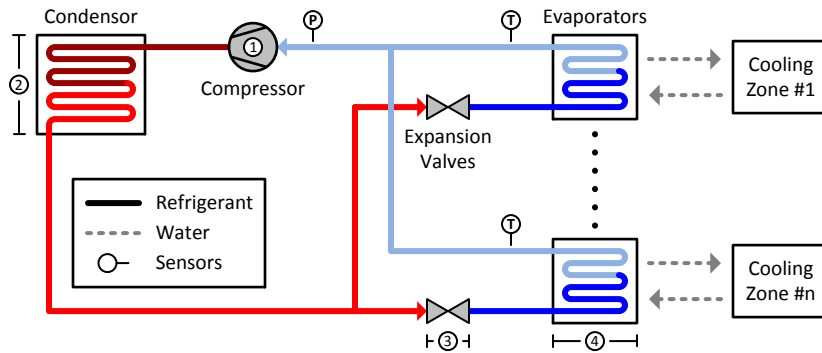 Condensor
P
T
Evaporators
1
2
Compressor
Cooling
Zone #1
Expansion
Valves
Refrigerant
Water
Sensors
T
Cooling
Zone #n
3
4